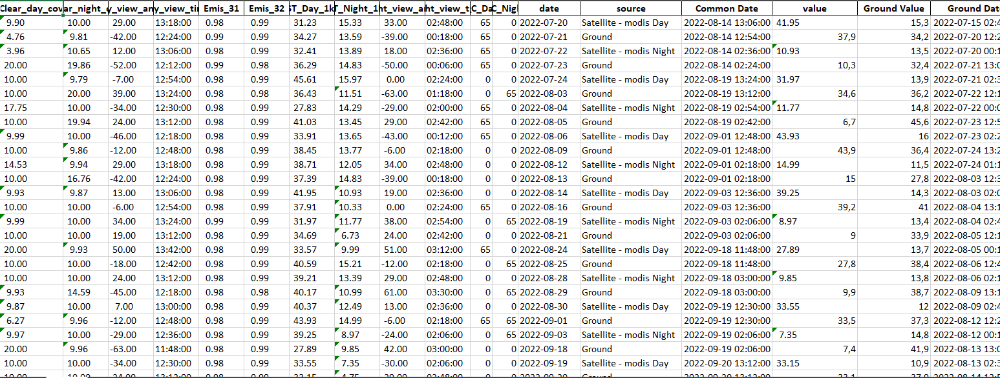 Clear_day_cov ar_night_ y_view_an y_view_tir Emis_31 Emis_32 ST_Day_1k T_Night_1 ht_view_a ht_view_t C_Da C_Nig date source Common Date value Ground Value Ground Dat
9.90 10.00 29.00 13:18:00 0.98 0.99 31.23 15.33 33.00 02:48:00 65 0 2022-07-20 Satellite - modis Day 2022-08-14 13:06:00 41.95 15,3 2022-07-15 02:4
4.76 9.81 -42.00 12:24:00 0.99 0.99 34.27 13.59 -39.00 00:18:00 65 0 2022-07-21 Ground 2022-08-14 12:54:00 37,9 34,2 2022-07-20 12:2
3.96 10.65 12.00 13:06:00 0.98 0.99 32.41 13.89 18.00 02:36:00 65 0 2022-07-22 Satellite - modis Night 2022-08-14 02:36:00 10.93 13,5 2022-07-20 00:1
20.00 19.86 -52.00 12:12:00 0.99 0.98 36.29 14.83 -50.00 00:06:00 65 0 2022-07-23 Ground 2022-08-14 02:24:00 10,3 32,4 2022-07-21 13:0
10.00 9.79 -7.00 12:54:00 0.98 0.99 45.61 15.97 0.00 02:24:00 0 0 2022-07-24 Satellite - modis Day 2022-08-19 13:24:00 31.97 13,9 2022-07-21 02:3
10.00 20.00 39.00 13:24:00 0.98 0.98 36.43 11.51 -63.00 01:18:00 0 65 2022-08-03 Ground 2022-08-19 13:12:00 34,6 36,2 2022-07-22 12:1
17.75 10.00 -34.00 12:30:00 0.98 0.99 27.83 14.29 -29.00 02:00:00 65 0 2022-08-04 Satellite - modis Night 2022-08-19 02:54:00 11.77 14,8 2022-07-22 00:0
10.00 19.94 24.00 13:12:00 0.98 0.99 41.03 13.45 29.00 02:42:00 65 0 2022-08-05 Ground 2022-08-19 02:42:00 6,7 45,6 2022-07-23 12:5
9.99 10.00 -46.00 12:18:00 0.98 0.99 33.91 13.65 -43.00 00:12:00 65 0 2022-08-06 Satellite - modis Day 2022-09-01 12:48:00 43.93 16 2022-07-23 02:2
10.00 9.86 -12.00 12:48:00 0.98 0.99 38.45 13.77 -6.00 02:18:00 0 0 2022-08-09 Ground 2022-09-01 12:48:00 43,9 36,4 2022-07-24 13:2
14.53 9.94 29.00 13:18:00 0.98 0.99 38.71 12.05 34.00 02:48:00 0 0 2022-08-12 Satellite - modis Night 2022-09-01 02:18:00 14.99 11,5 2022-07-24 01:1
10.00 16.76 -42.00 12:24:00 0.98 0.99 37.39 14.83 -39.00 00:18:00 0 0 2022-08-13 Ground 2022-09-01 02:18:00 15 27,8 2022-08-03 12:3
9.93 9.87 13.00 13:06:00 0.98 0.99 41.95 10.93 19.00 02:36:00 0 0 2022-08-14 Satellite - modis Day 2022-09-03 12:36:00 39.25 14,3 2022-08-03 02:0
10.00 10.00 -6.00 12:54:00 0.98 0.99 37.91 10.33 0.00 02:24:00 65 0 2022-08-16 Ground 2022-09-03 12:36:00 39,2 41 2022-08-04 13:1
9.99 10.00 34.00 13:24:00 0.98 0.99 31.97 11.77 38.00 02:54:00 0 65 2022-08-19 Satellite - modis Night 2022-09-03 02:06:00 8.97 13,4 2022-08-04 02:4
10.00 10.00 19.00 13:12:00 0.98 0.99 34.69 6.73 24.00 02:42:00 0 0 2022-08-21 Ground 2022-09-03 02:06:00 9 33,9 2022-08-05 12:1
20.00 9.93 50.00 13:42:00 0.98 0.99 33.57 9.99 51.00 03:12:00 65 0 2022-08-24 Satellite - modis Day 2022-09-18 11:48:00 27.89 13,7 2022-08-05 00:1
10.00 10.00 -18.00 12:42:00 0.98 0.99 40.59 15.21 -12.00 02:18:00 0 65 2022-08-25 Ground 2022-09-18 11:48:00 27,8 38,4 2022-08-06 12:4
10.00 10.00 24.00 13:12:00 0.98 0.99 39.21 13.39 29.00 02:48:00 0 0 2022-08-28 Satellite - modis Night 2022-09-18 03:00:00 9.85 13,8 2022-08-06 02:1
9.93 14.59 -45.00 12:18:00 0.98 0.98 40.17 10.99 61.00 03:30:00 0 65 2022-08-29 Ground 2022-09-18 03:00:00 9,9 38,7 2022-08-09 13:1
9.87 10.00 7.00 13:00:00 0.98 0.99 40.37 12.49 13.00 02:36:00 0 0 2022-08-30 Satellite - modis Day 2022-09-19 12:30:00 33.55 12 2022-08-09 02:4
6.27 9.96 -12.00 12:48:00 0.98 0.99 43.93 14.99 -6.00 02:18:00 65 65 2022-09-01 Ground 2022-09-19 12:30:00 33,5 37,3 2022-08-12 12:2
9.97 10.00 -29.00 12:36:00 0.98 0.99 39.25 8.97 -24.00 02:06:00 0 65 2022-09-03 Satellite - modis Night 2022-09-19 02:06:00 7.35 14,8 2022-08-12 00:1
20.00 9.96 -63.00 11:48:00 0.98 0.99 27.89 9.85 42.00 03:00:00 0 0 2022-09-18 Ground 2022-09-19 02:06:00 7,4 41,9 2022-08-13 13:0
10.00 10.00 -34.00 12:30:00 0.98 0.99 33.55 7.35 -30.00 02:06:00 0 0 2022-09-19 Satellite - modis Day 2022-09-20 13:12:00 33.15 10,9 2022-08-13 02:3